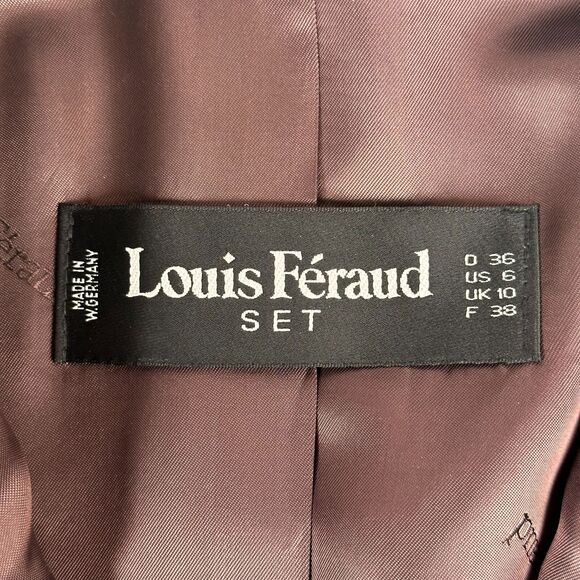 MADE IN
W.GERMANY
Louis Féraud
SET
D 36
US 6
UK 10
F 38